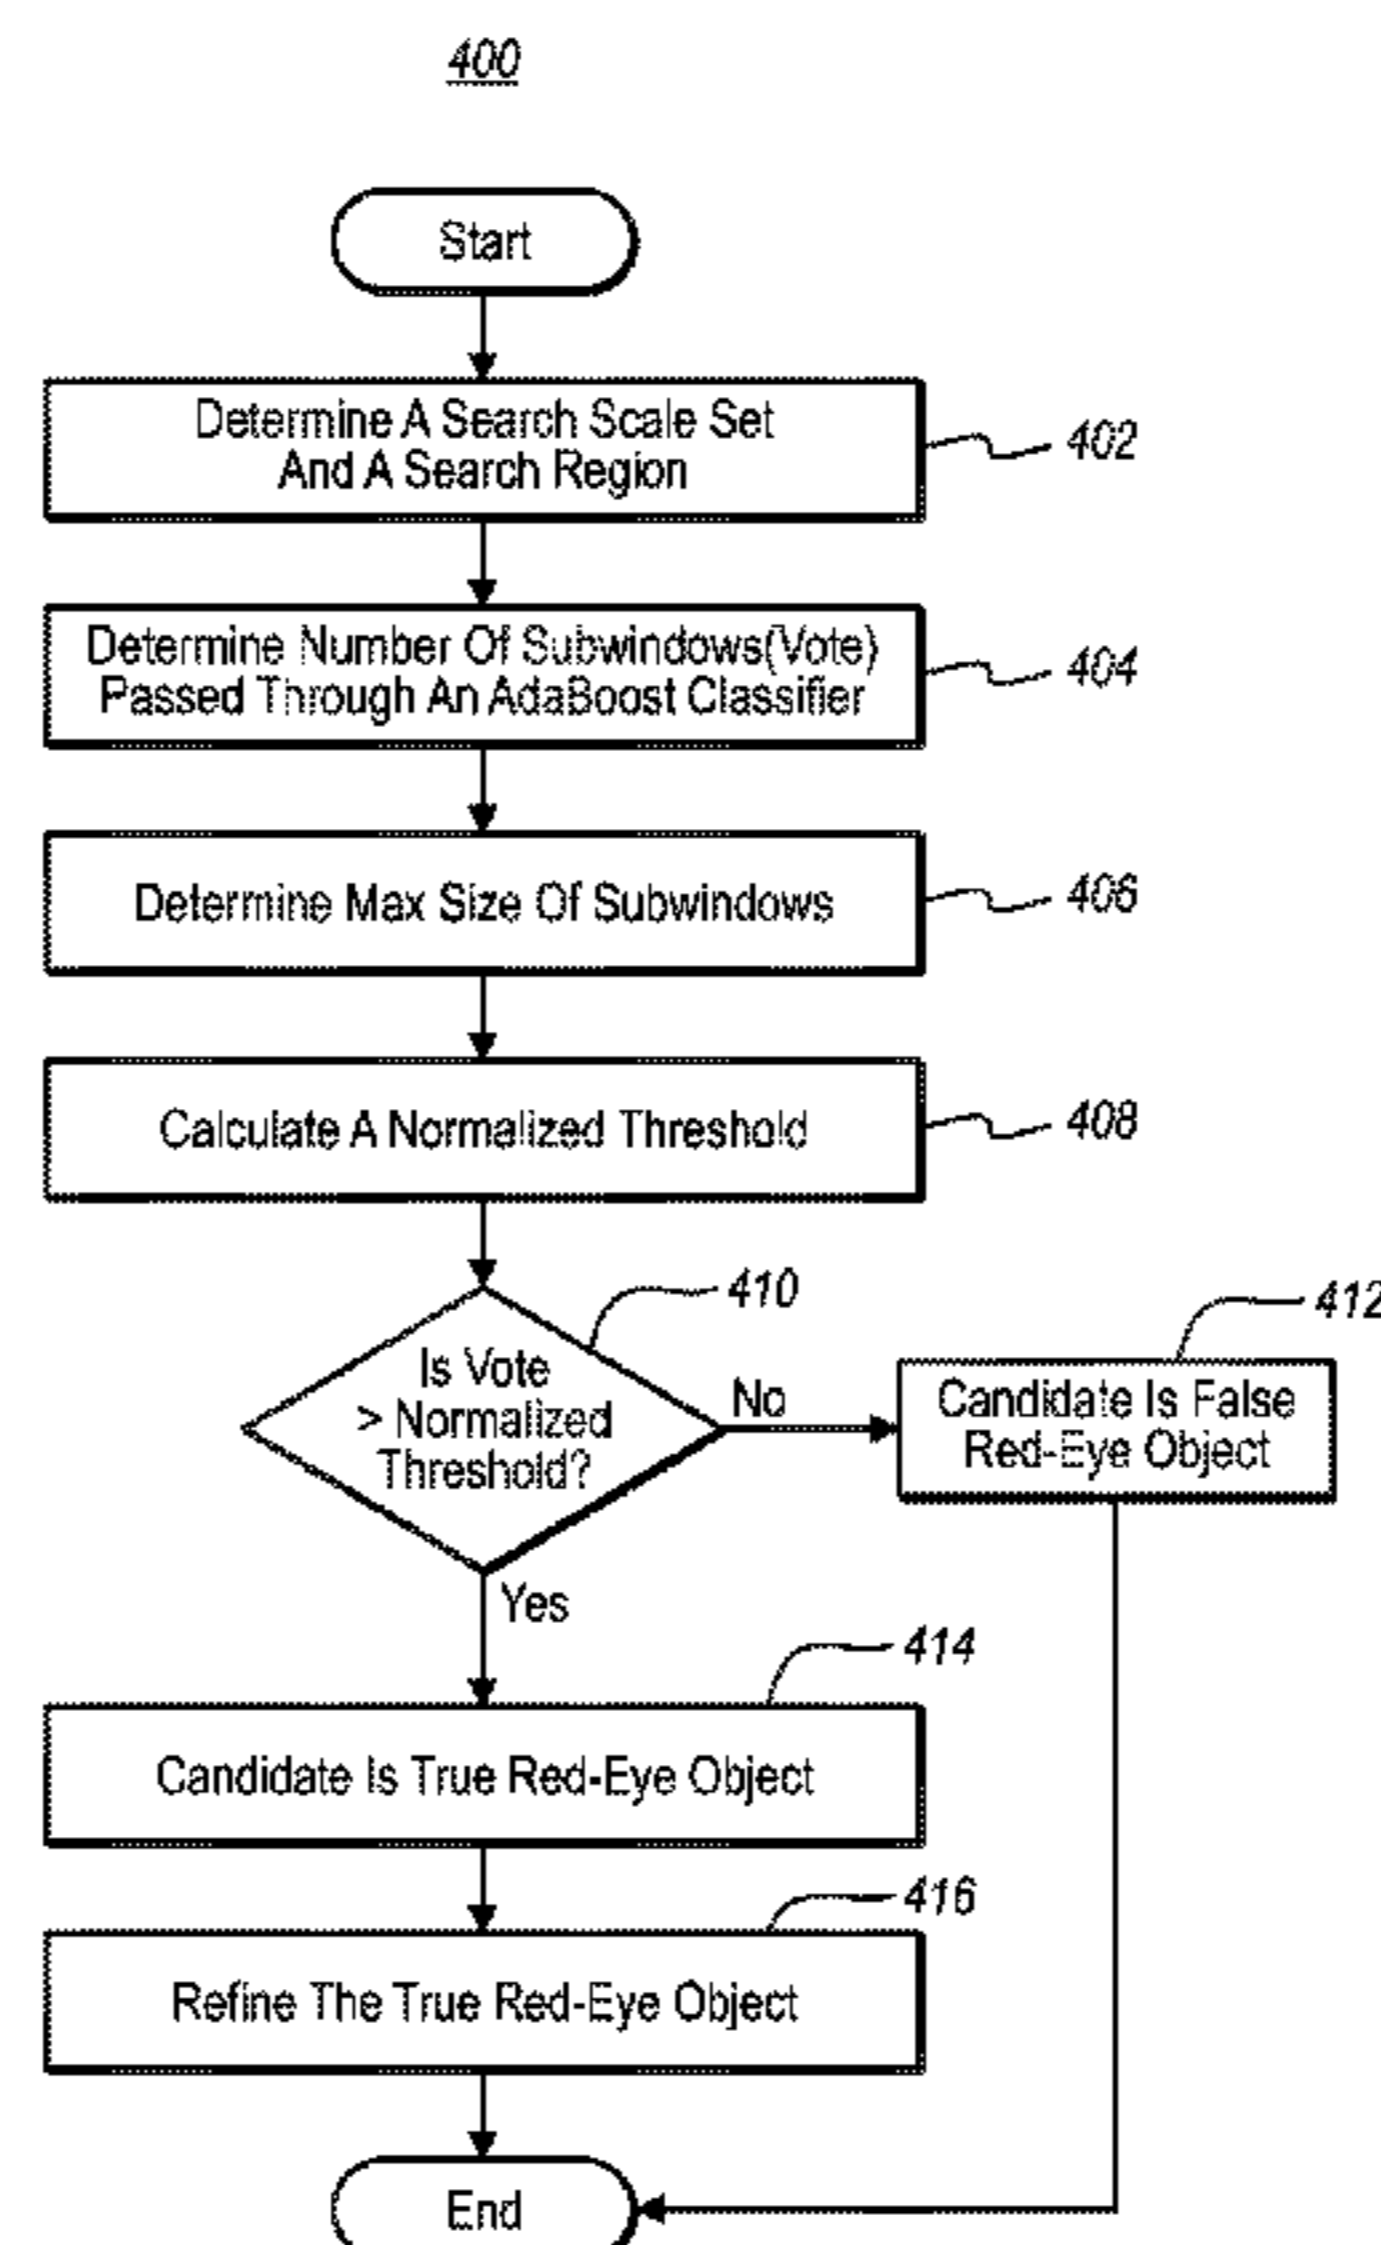 400
Start
Determine A Search Scale Set
And A Search Region
402
Determine Number Of Subwindows(Vote)
Passed Through An AdaBoost Classifier
404
Determine Max Size Of Subwindows
406
Calculate A Normalized Threshold
408
410
Is Vote
> Normalized
Threshold?
No
412
Candidate Is False
Red-Eye Object
Yes
414
Candidate Is True Red-Eye Object
416
Refine The True Red-Eye Object
End